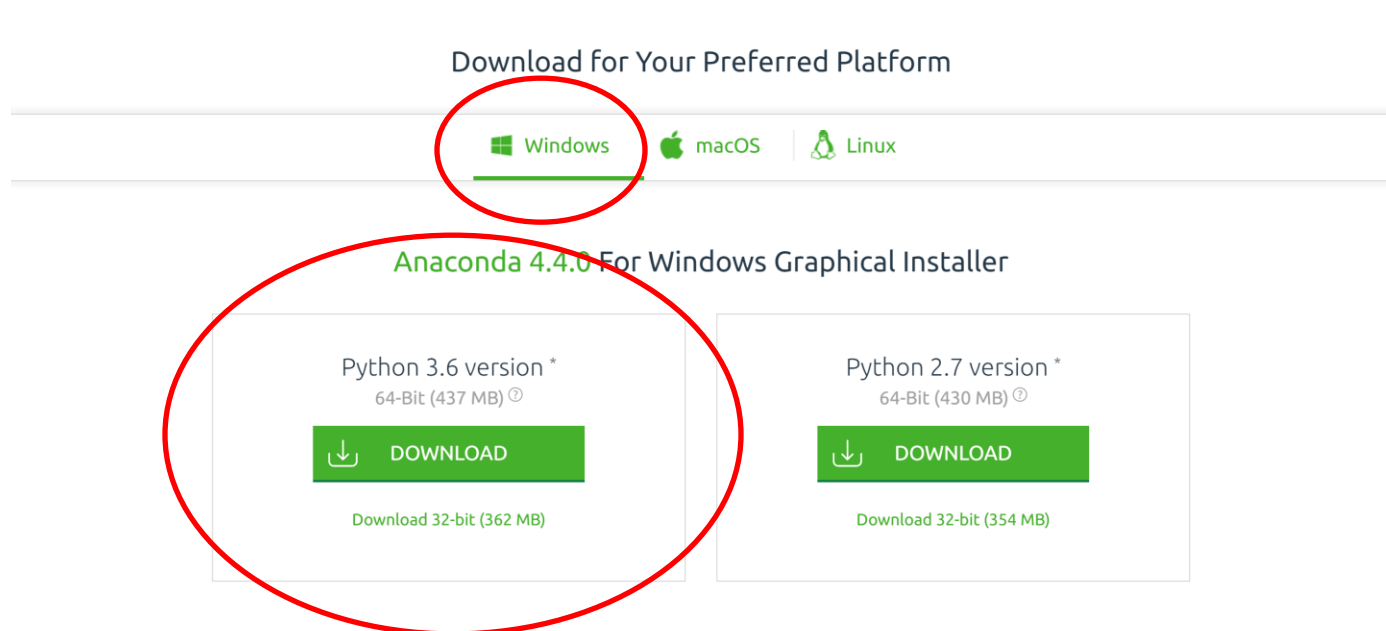 Download for Your Preferred Platform
Windows macOS Linux
Anaconda 4.4.0 For Windows Graphical Installer
Python 3.6 version *
64-Bit (437 MB) ?
DOWNLOAD
Download 32-bit (362 MB)
Python 2.7 version *
64-Bit (430 MB) ?
DOWNLOAD
Download 32-bit (354 MB)